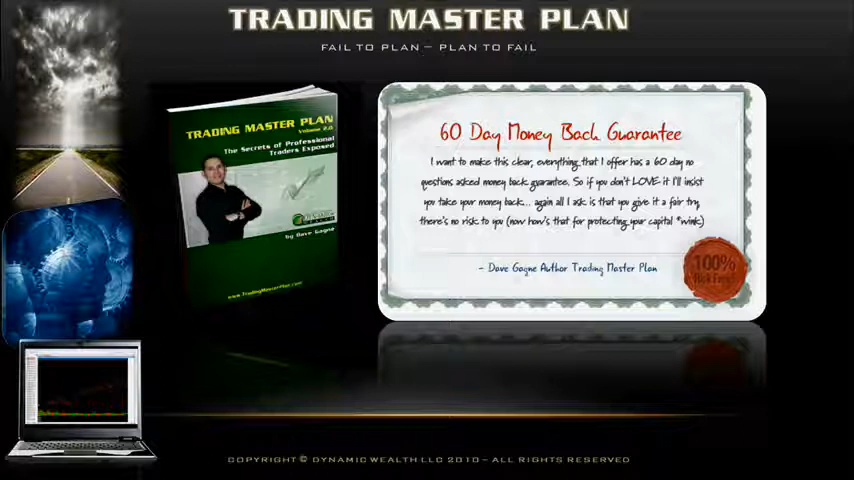 TRADING MASTER PLAN
FAIL TO PLAN – PLAN TO FAIL
TRADING MASTER PLAN
Volume 2.0
The Secrets of Professional
Traders Exposed
by Dave Gagne
www.TradingMasterPlan.com
60 Day Money Back Guarantee
I want to make this clear, everything that I offer has a 60 day no
questions asked money back guarantee. So if you don't LOVE it I'll insist
you take your money back... again all I ask is that you give it a fair try,
there's no risk to you (now how's that for protecting your capital *wink)
- Dave Gagne Author Trading Master Plan
100%
Risk Free!
COPYRIGHT © DYNAMIC WEALTH LLC 2010 – ALL RIGHTS RESERVED